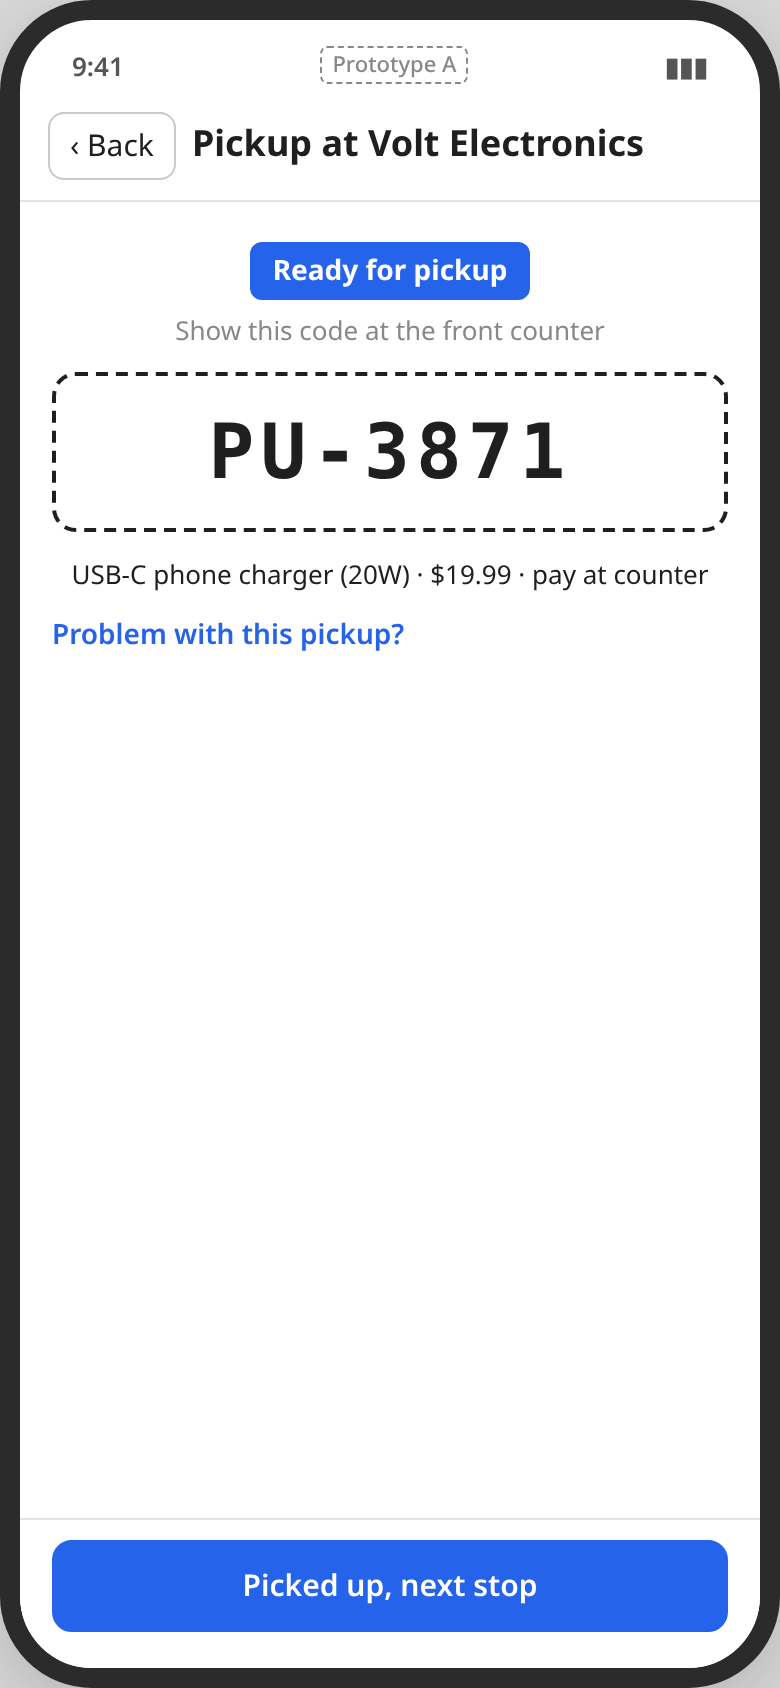 9:41
Prototype A
‹ Back
Pickup at Volt Electronics
Ready for pickup
Show this code at the front counter
PU-3871
USB-C phone charger (20W) · $19.99 · pay at counter
Problem with this pickup?
Picked up, next stop